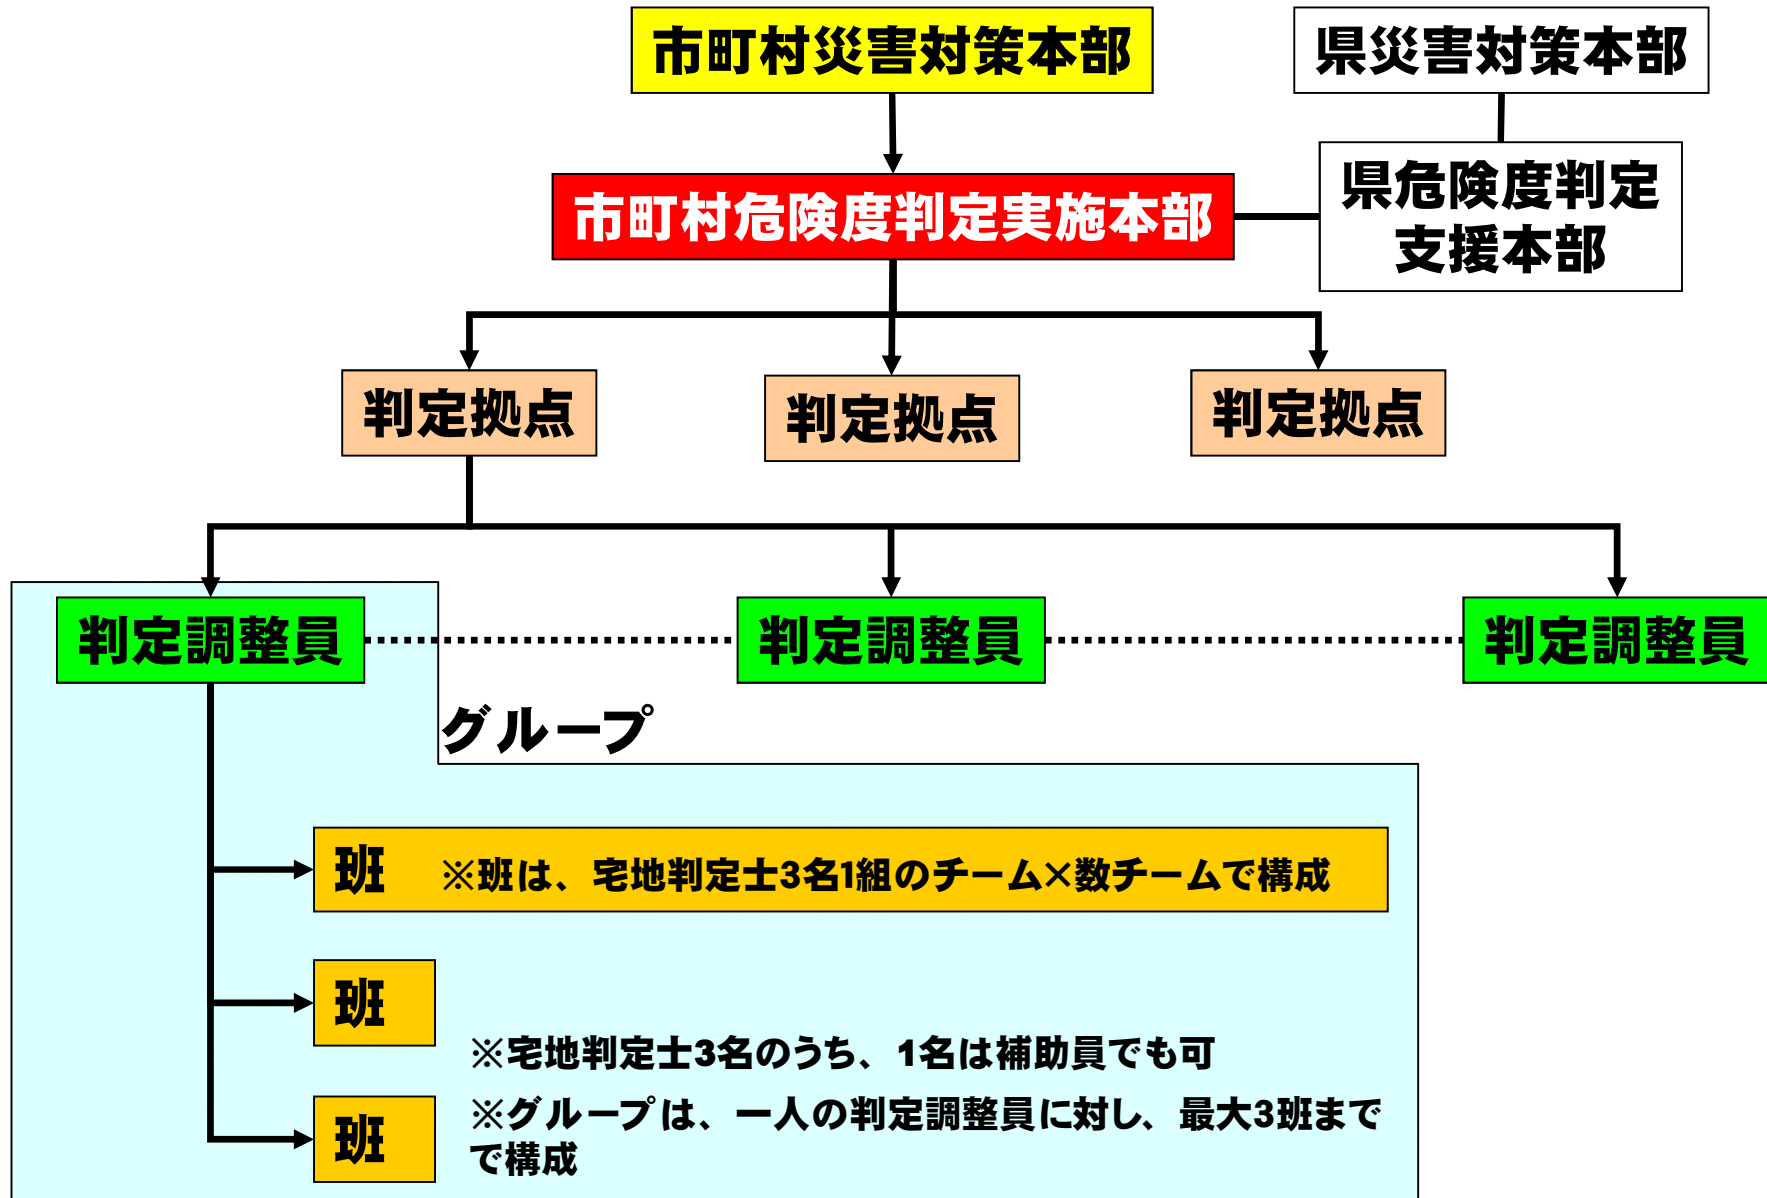 市町村災害対策本部
県災害対策本部
市町村危険度判定実施本部
県危険度判定
支援本部
判定拠点
判定拠点
判定拠点
判定調整員
判定調整員
判定調整員
グループ
班 ※班は、宅地判定士3名1組のチーム×数チームで構成
班
※宅地判定士3名のうち、1名は補助員でも可
班
※グループは、一人の判定調整員に対し、最大3班まで
で構成